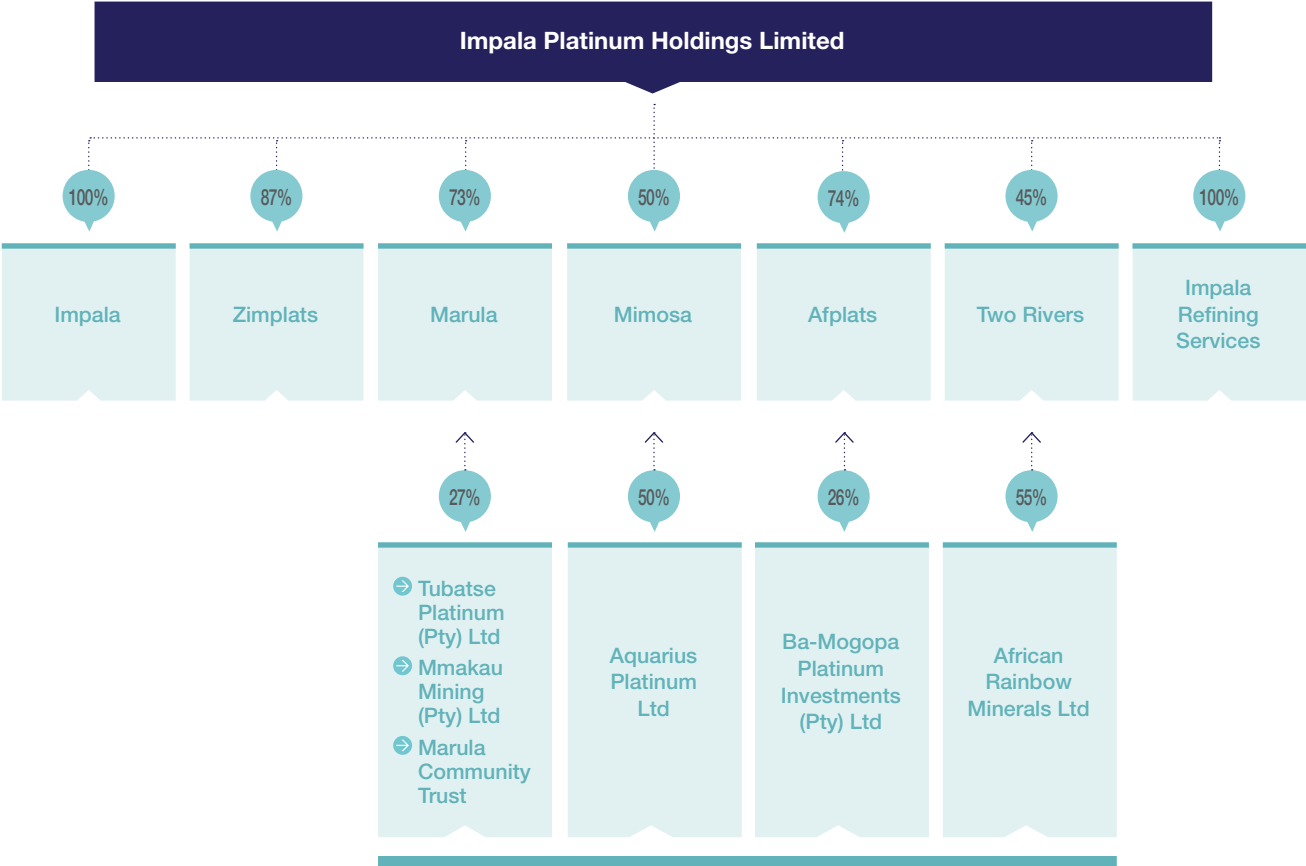 Impala Platinum Holdings Limited
100%
87%
73%
50%
74%
45%
100%
Impala
Zimplats
Marula
Mimosa
Afplats
Two Rivers
Impala
Refining
Services
27%
50%
26%
55%
Tubatse
Platinum
(Pty) Ltd
Mmakau
Mining
(Pty) Ltd
Marula
Community
Trust
Aquarius
Platinum
Ltd
Ba-Mogopa
Platinum
Investments
(Pty) Ltd
African
Rainbow
Minerals Ltd